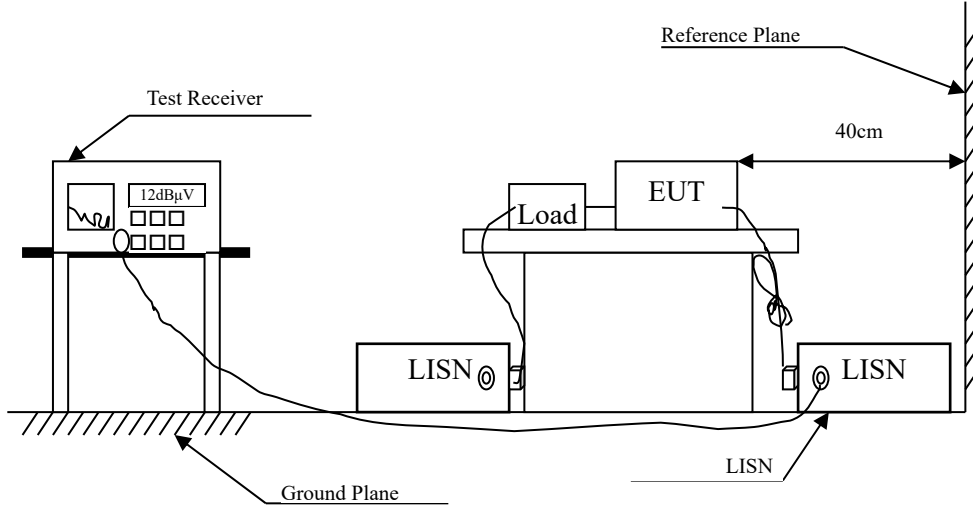 Reference Plane
Test Receiver
40cm
12dBμV
Load
EUT
LISN
LISN
LISN
Ground Plane